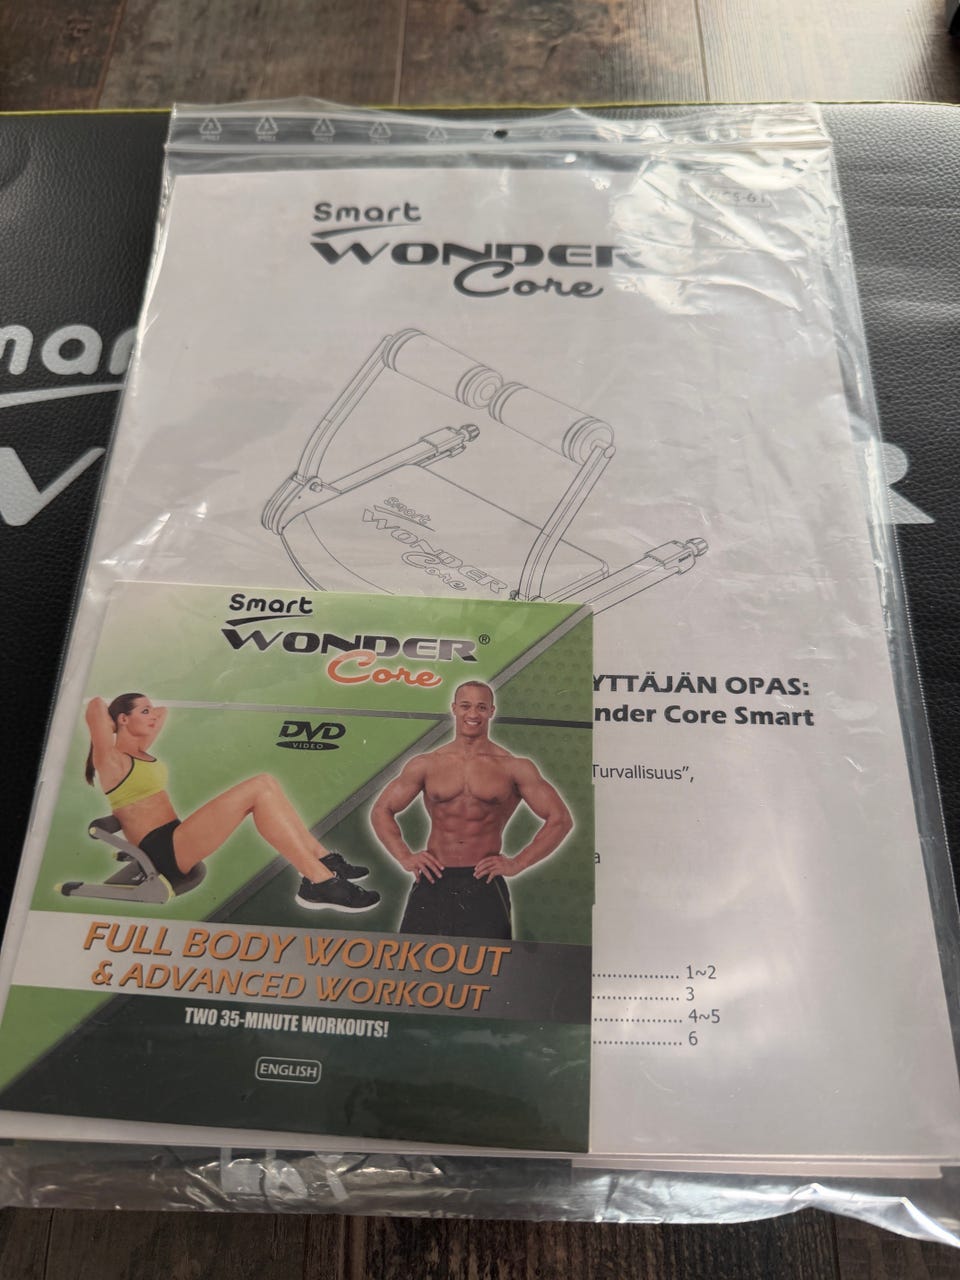 Smart
WONDER
Core
Smart
WONDER
Core
YTTÄJÄN OPAS:
nder Core Smart
Turvallisuus”,
a
................ 1~2
................ 3
................ 4~5
................ 6
Smart
WONDER®
Core
DVD
VIDEO
FULL BODY WORKOUT
& ADVANCED WORKOUT
TWO 35-MINUTE WORKOUTS!
ENGLISH